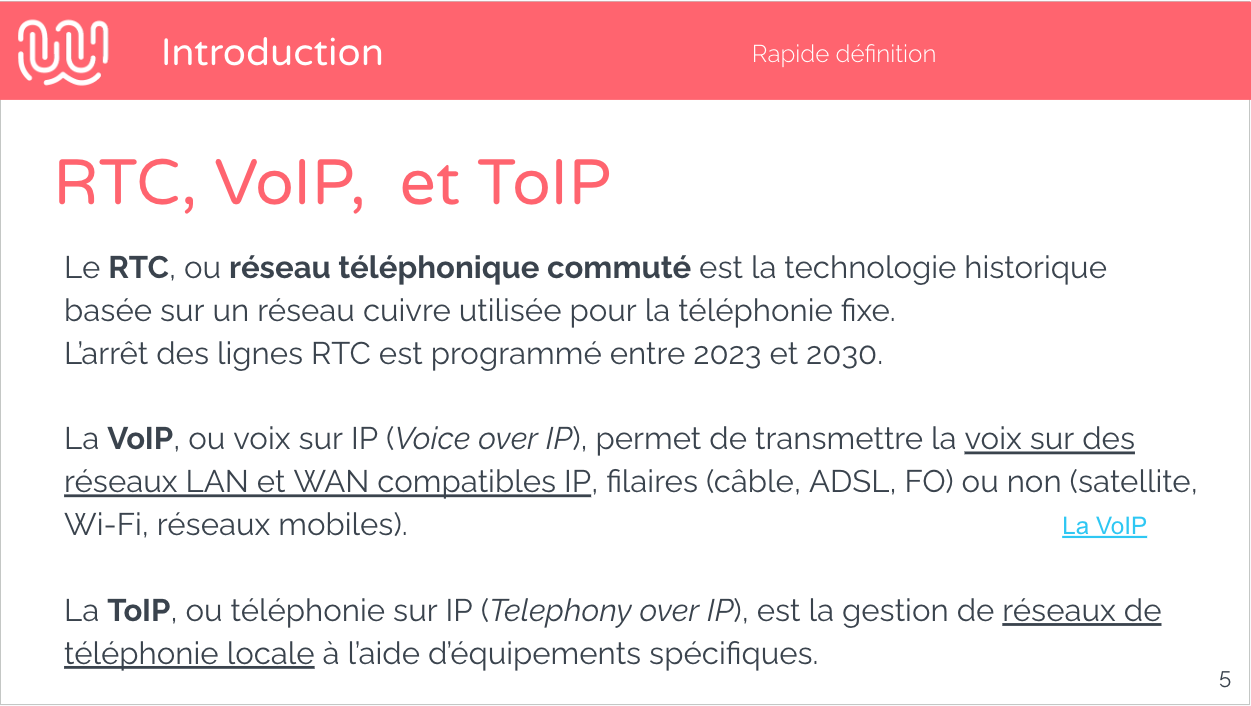 Introduction
Rapide définition
RTC, VoIP, et ToIP
Le RTC, ou réseau téléphonique commuté est la technologie historique
basée sur un réseau cuivre utilisée pour la téléphonie fixe.
L’arrêt des lignes RTC est programmé entre 2023 et 2030.
La VoIP, ou voix sur IP (Voice over IP), permet de transmettre la voix sur des
réseaux LAN et WAN compatibles IP, filaires (câble, ADSL, FO) ou non (satellite,
Wi-Fi, réseaux mobiles).
La VoIP
La ToIP, ou téléphonie sur IP (Telephony over IP), est la gestion de réseaux de
téléphonie locale à l’aide d’équipements spécifiques.
5